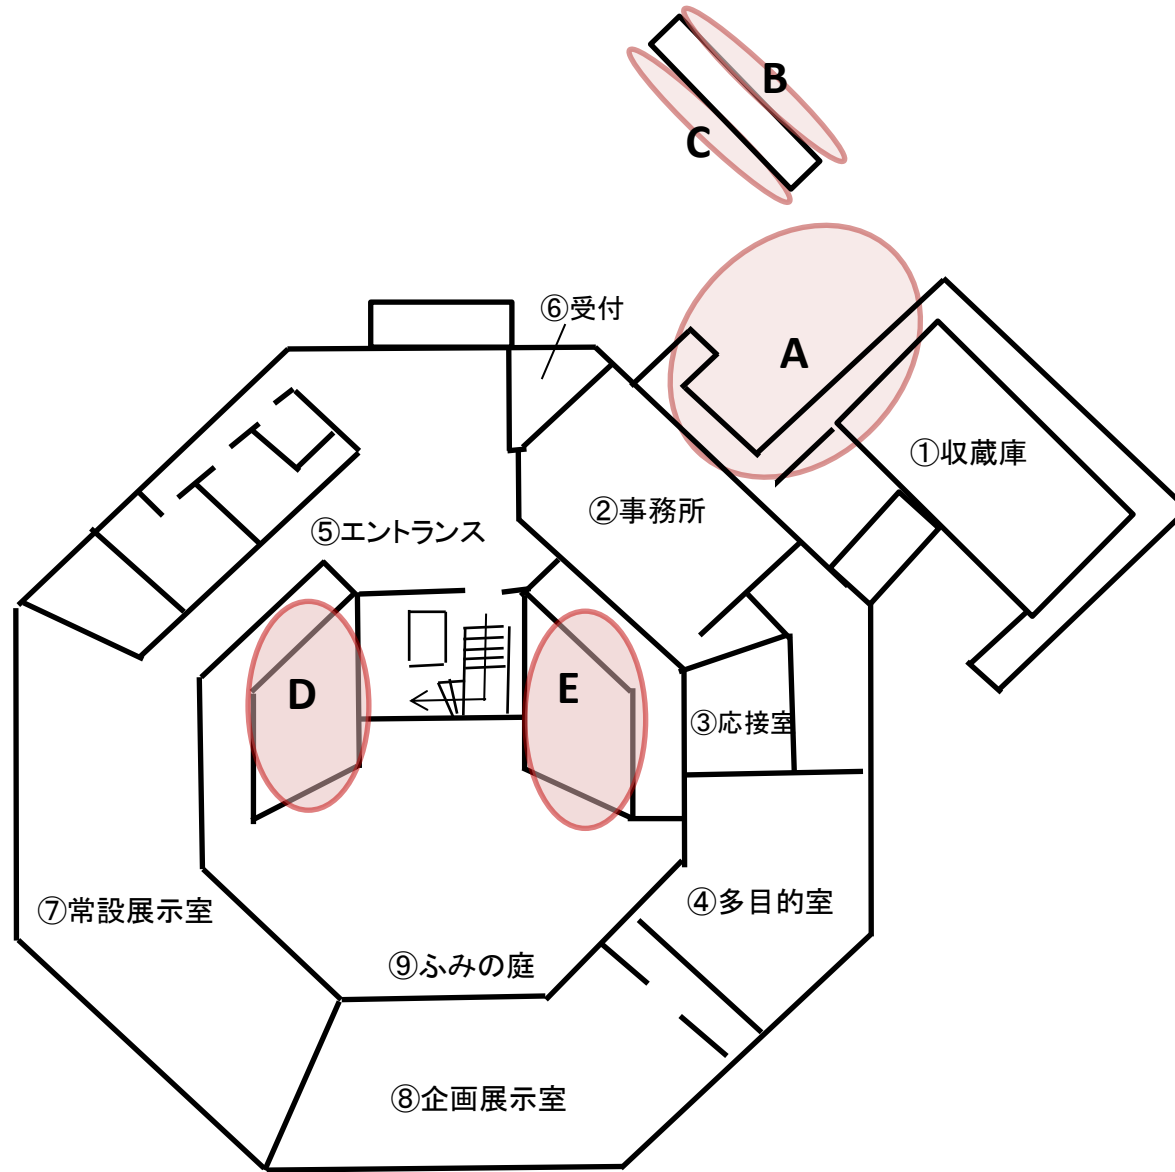 B
C
⑥受付
A
①収蔵庫
②事務所
⑤エントランス
D
E
③応接室
④多目的室
⑦常設展示室
⑨ふみの庭
⑧企画展示室